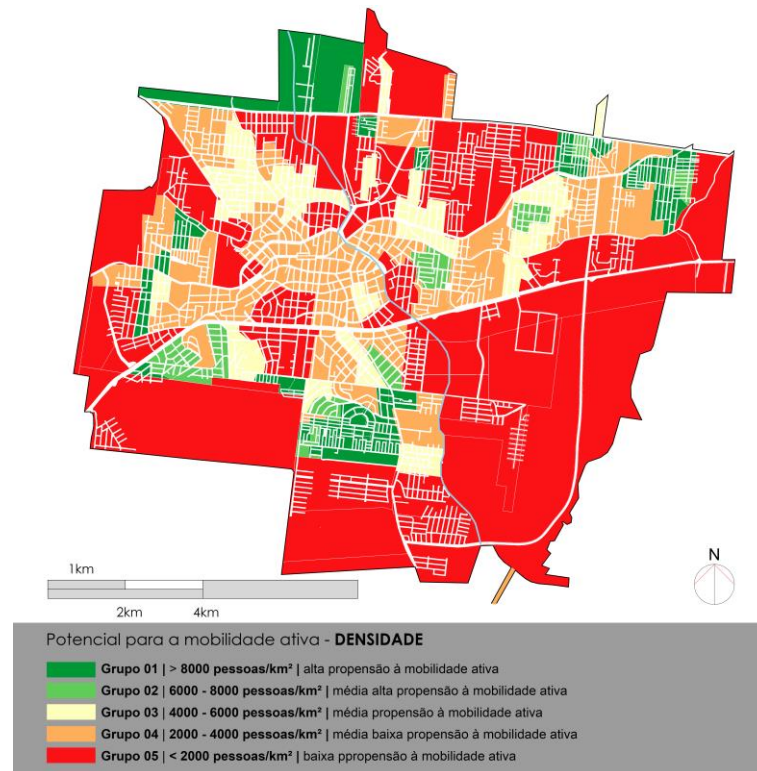 N
1km
2km 4km
Potencial para a mobilidade ativa - DENSIDADE
Grupo 01 | > 8000 pessoas/km² | alta propensão à mobilidade ativa
Grupo 02 | 6000 - 8000 pessoas/km² | média alta propensão à mobilidade ativa
Grupo 03 | 4000 - 6000 pessoas/km² | média propensão à mobilidade ativa
Grupo 04 | 2000 - 4000 pessoas/km² | média baixa propensão à mobilidade ativa
Grupo 05 | < 2000 pessoas/km² | baixa ppropensão à mobilidade ativa